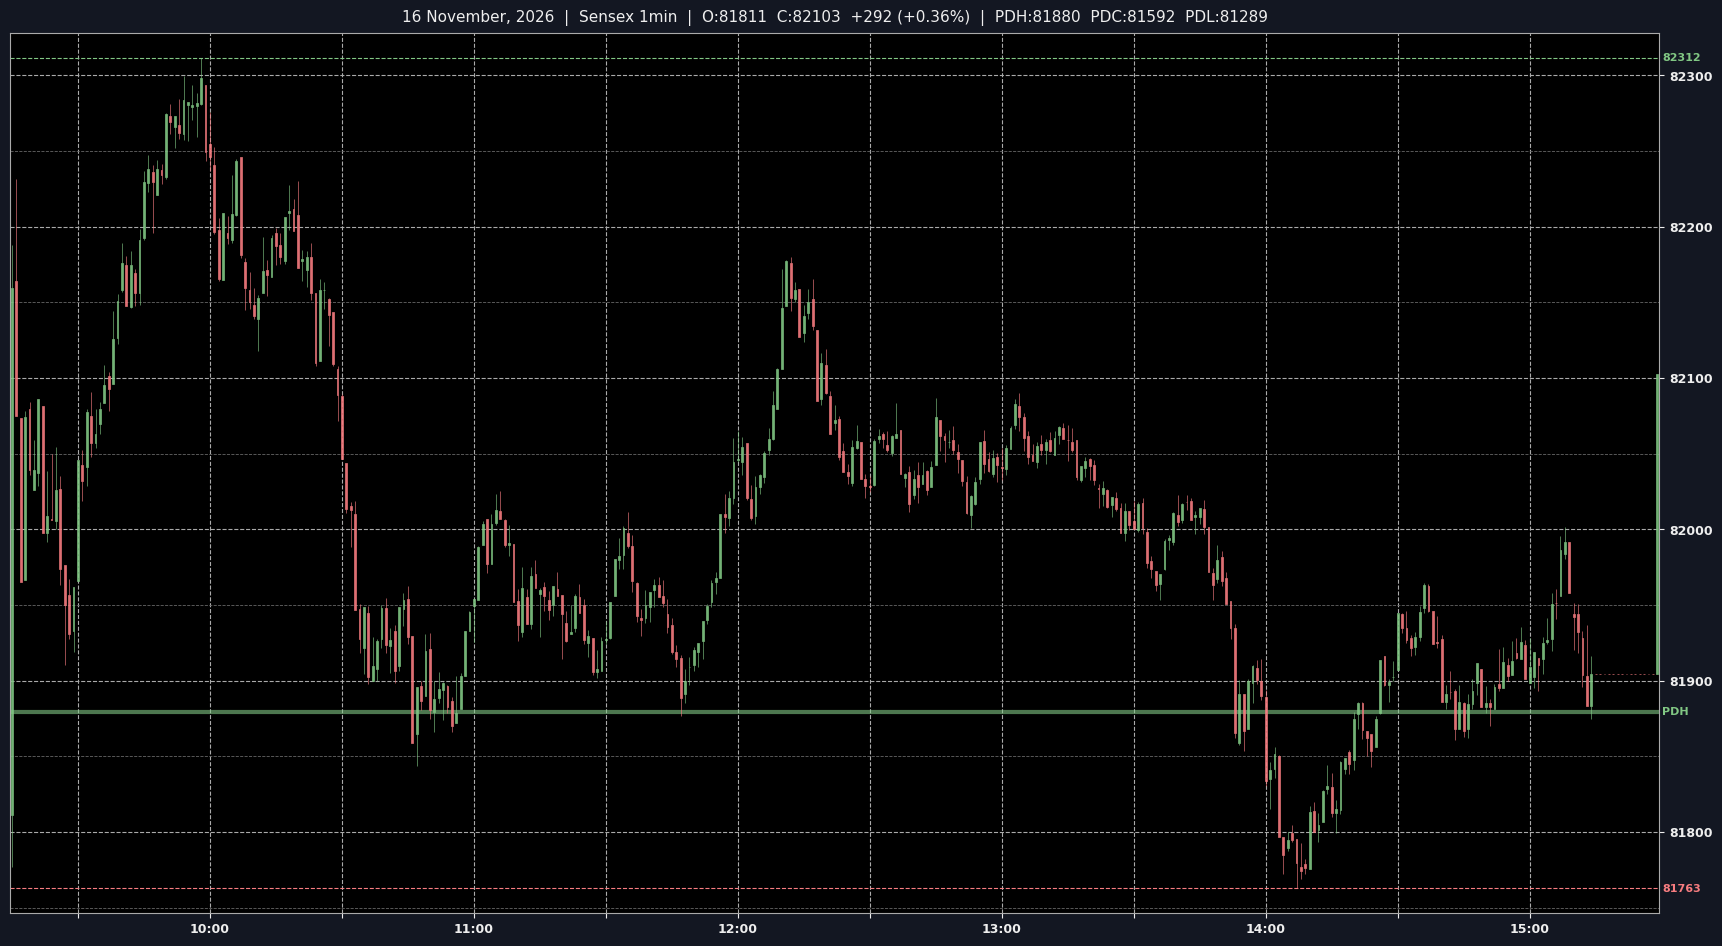 16 November, 2026 | Sensex 1min | O:81811 C:82103 +292 (+0.36%) | PDH:81880 PDC:81592 PDL:81289
82312
82300
82200
82100
82000
81900
PDH
81800
81763
10:00 11:00 12:00 13:00 14:00 15:00